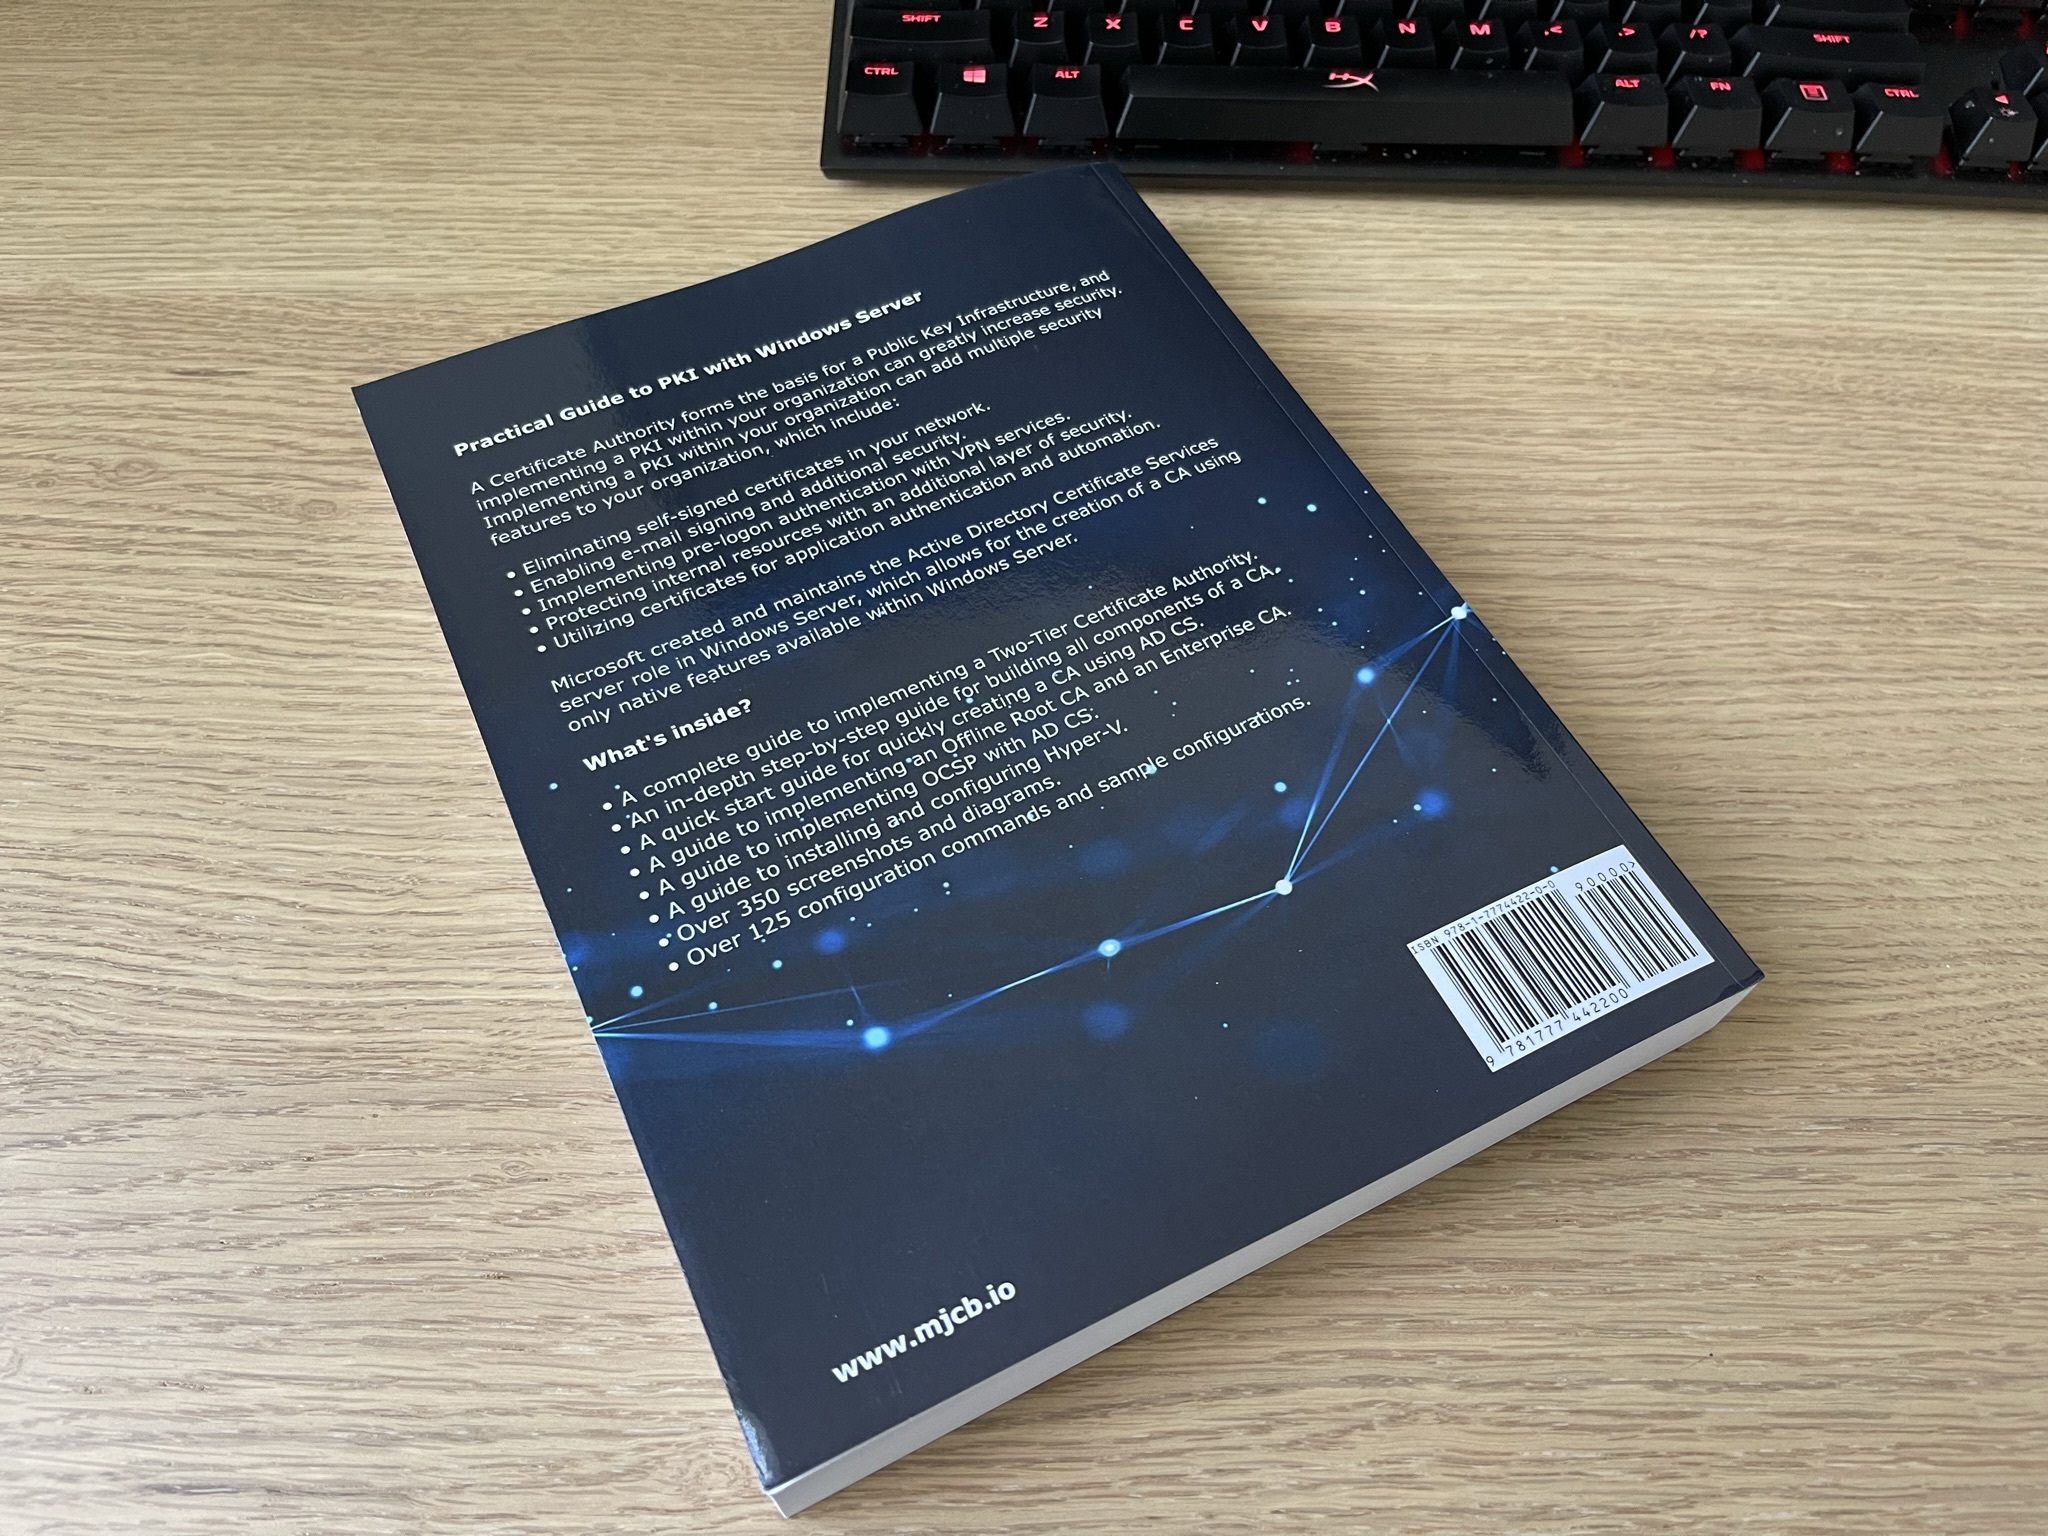 SHIFT Z X C V B N M ,< .> /? SHIFT
CTRL ALT HX ALT FN CTRL
Practical Guide to PKI with Windows Server
A Certificate Authority forms the basis for a Public Key Infrastructure, and
implementing a PKI within your organization can greatly increase security.
Implementing a PKI within your organization can add multiple security
features to your organization, which include:
• Eliminating self-signed certificates in your network.
• Enabling e-mail signing and additional security.
• Implementing pre-logon authentication with VPN services.
• Protecting internal resources with an additional layer of security.
• Utilizing certificates for application authentication and automation.
Microsoft created and maintains the Active Directory Certificate Services
server role in Windows Server, which allows for the creation of a CA using
only native features available within Windows Server.
What's inside?
• A complete guide to implementing a Two-Tier Certificate Authority.
• An in-depth step-by-step guide for building all components of a CA.
• A quick start guide for quickly creating a CA using AD CS.
• A guide to implementing an Offline Root CA and an Enterprise CA.
• A guide to implementing OCSP with AD CS.
• A guide to installing and configuring Hyper-V.
• Over 350 screenshots and diagrams.
• Over 125 configuration commands and sample configurations.
ISBN 978-1-7774422-0-0 90000>
9 781777 442200
www.mjcb.io